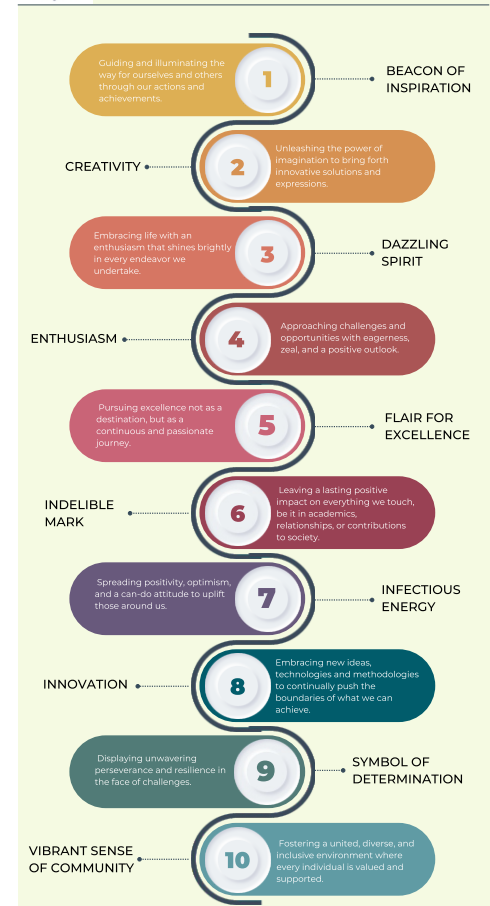 Guiding and illuminating the
way for ourselves and others
through our actions and
achievements.
1
BEACON OF
INSPIRATION
CREATIVITY
2
Unleashing the power of
imagination to bring forth
innovative solutions and
expressions.
Embracing life with an
enthusiasm that shines brightly
in every endeavor we
undertake.
3
DAZZLING
SPIRIT
ENTHUSIASM
4
Approaching challenges and
opportunities with eagerness,
zeal, and a positive outlook.
Pursuing excellence not as a
destination, but as a
continuous and passionate
journey.
5
FLAIR FOR
EXCELLENCE
INDELIBLE
MARK
6
Leaving a lasting positive
impact on everything we touch,
be it in academics,
relationships, or contributions
to society.
Spreading positivity, optimism,
and a can-do attitude to uplift
those around us.
7
INFECTIOUS
ENERGY
INNOVATION
8
Embracing new ideas,
technologies and methodologies
to continually push the
boundaries of what we can
achieve.
Displaying unwavering
perseverance and resilience in
the face of challenges.
9
SYMBOL OF
DETERMINATION
VIBRANT SENSE
OF COMMUNITY
10
Fostering a united, diverse, and
inclusive environment where
every individual is valued and
supported.